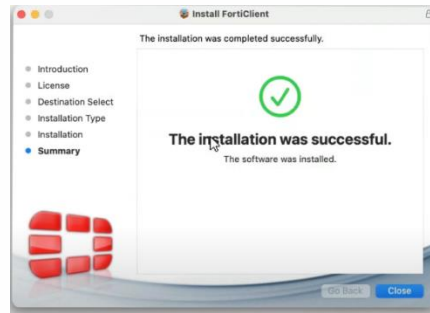 Install FortiClient
The installation was completed successfully.
Introduction
License
Destination Select
Installation Type
Installation
Summary
The installation was successful.
The software was installed.
Go Back
Close